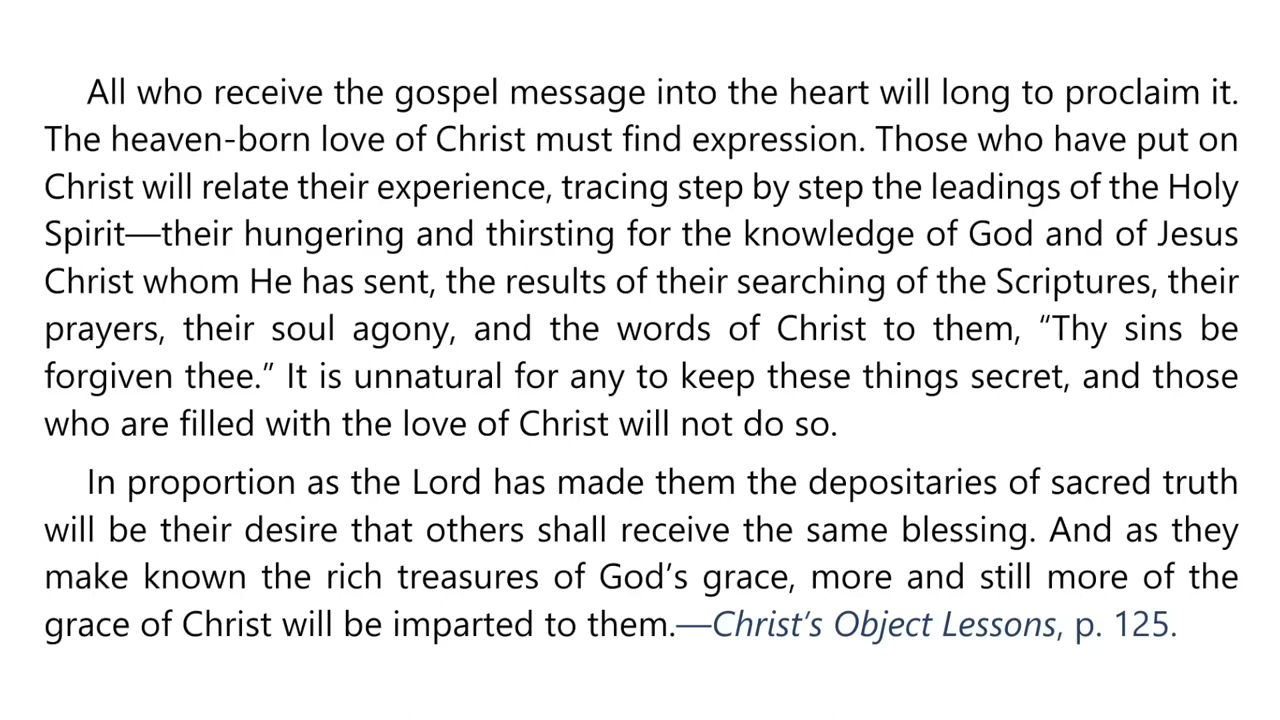 All who receive the gospel message into the heart will long to proclaim it.
The heaven-born love of Christ must find expression. Those who have put on
Christ will relate their experience, tracing step by step the leadings of the Holy
Spirit—their hungering and thirsting for the knowledge of God and of Jesus
Christ whom He has sent, the results of their searching of the Scriptures, their
prayers, their soul agony, and the words of Christ to them, “Thy sins be
forgiven thee.” It is unnatural for any to keep these things secret, and those
who are filled with the love of Christ will not do so.
In proportion as the Lord has made them the depositaries of sacred truth
will be their desire that others shall receive the same blessing. And as they
make known the rich treasures of God’s grace, more and still more of the
grace of Christ will be imparted to them.—Christ’s Object Lessons, p. 125.